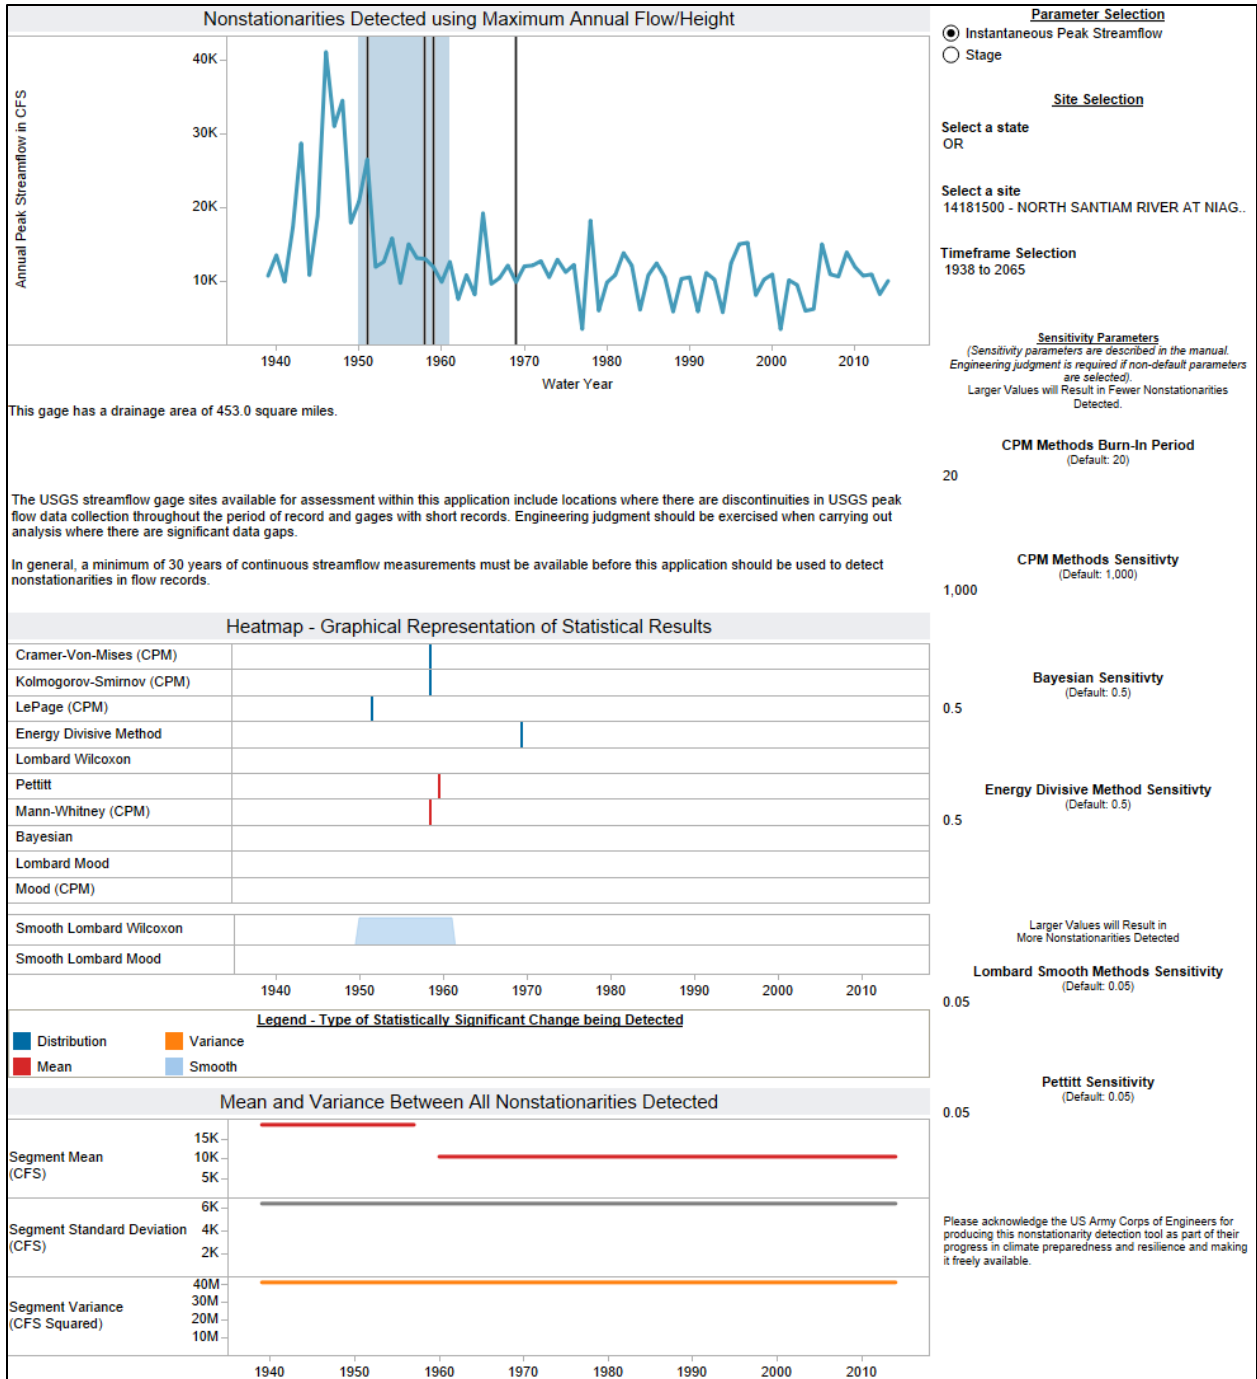 Nonstationarities Detected using Maximum Annual Flow/Height
Annual Peak Streamflow in CFS
40K
30K
20K
10K
1940
1950
1960
1970
1980
1990
2000
2010
Water Year
This gage has a drainage area of 453.0 square miles.
The USGS streamflow gage sites available for assessment within this application include locations where there are discontinuities in USGS peak
flow data collection throughout the period of record and gages with short records. Engineering judgment should be exercised when carrying out
analysis where there are significant data gaps.
In general, a minimum of 30 years of continuous streamflow measurements must be available before this application should be used to detect
nonstationarities in flow records.
Heatmap - Graphical Representation of Statistical Results
Cramer-Von-Mises (CPM)
Kolmogorov-Smirnov (CPM)
LePage (CPM)
Energy Divisive Method
Lombard Wilcoxon
Pettitt
Mann-Whitney (CPM)
Bayesian
Lombard Mood
Mood (CPM)
Smooth Lombard Wilcoxon
Smooth Lombard Mood
1940
1950
1960
1970
1980
1990
2000
2010
Legend - Type of Statistically Significant Change being Detected
Distribution
Variance
Mean
Smooth
Mean and Variance Between All Nonstationarities Detected
Segment Mean
(CFS)
15K
10K
5K
Segment Standard Deviation
(CFS)
6K
4K
2K
Segment Variance
(CFS Squared)
40M
30M
20M
10M
1940
1950
1960
1970
1980
1990
2000
2010
Parameter Selection
Instantaneous Peak Streamflow
Stage
Site Selection
Select a state
OR
Select a site
14181500 - NORTH SANTIAM RIVER AT NIAG..
Timeframe Selection
1938 to 2065
Sensitivity Parameters
(Sensitivity parameters are described in the manual.
Engineering judgment is required if non-default parameters
are selected).
Larger Values will Result in Fewer Nonstationarities
Detected.
CPM Methods Burn-In Period
(Default: 20)
20
CPM Methods Sensitivty
(Default: 1,000)
1,000
Bayesian Sensitivty
(Default: 0.5)
0.5
Energy Divisive Method Sensitivty
(Default: 0.5)
0.5
Larger Values will Result in
More Nonstationarities Detected
Lombard Smooth Methods Sensitivity
(Default: 0.05)
0.05
Pettitt Sensitivity
(Default: 0.05)
0.05
Please acknowledge the US Army Corps of Engineers for
producing this nonstationarity detection tool as part of their
progress in climate preparedness and resilience and making
it freely available.